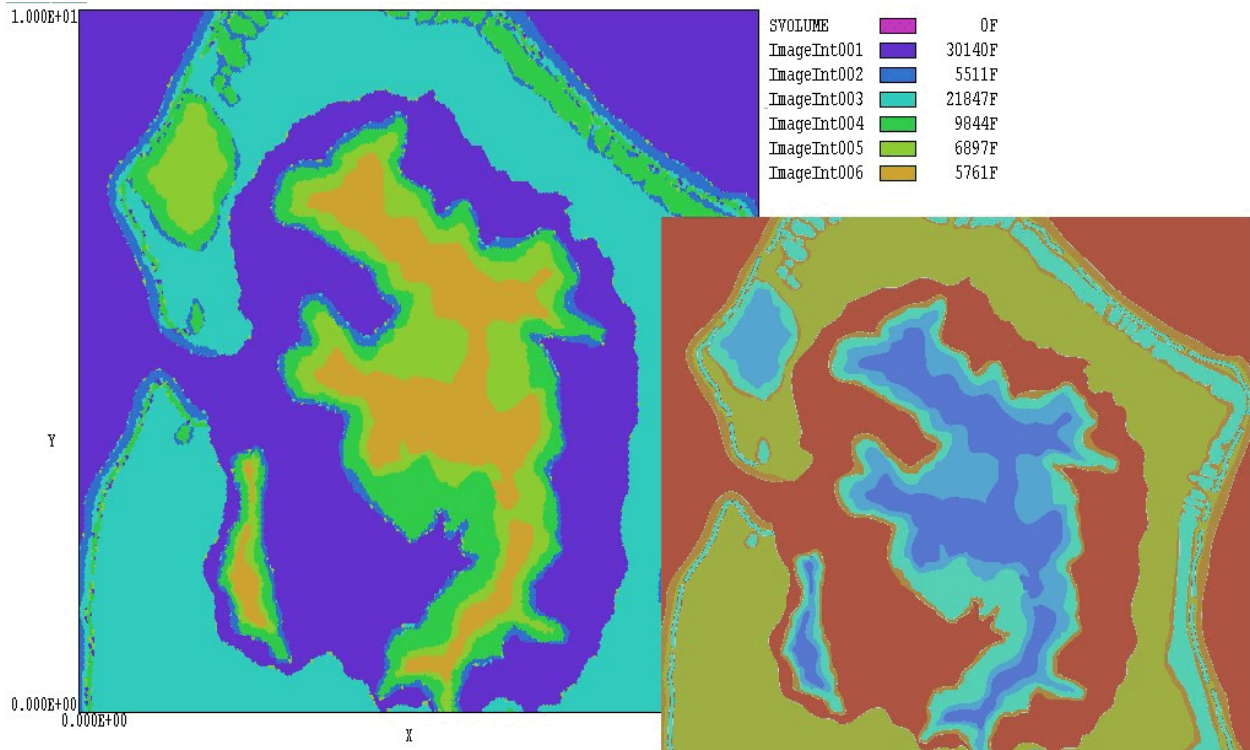 1.000E+01
SVOLUME 0F
ImageInt001 30140F
ImageInt002 5511F
ImageInt003 21847F
ImageInt004 9844F
ImageInt005 6897F
ImageInt006 5761F
Y
0.000E+00
0.000E+00
X